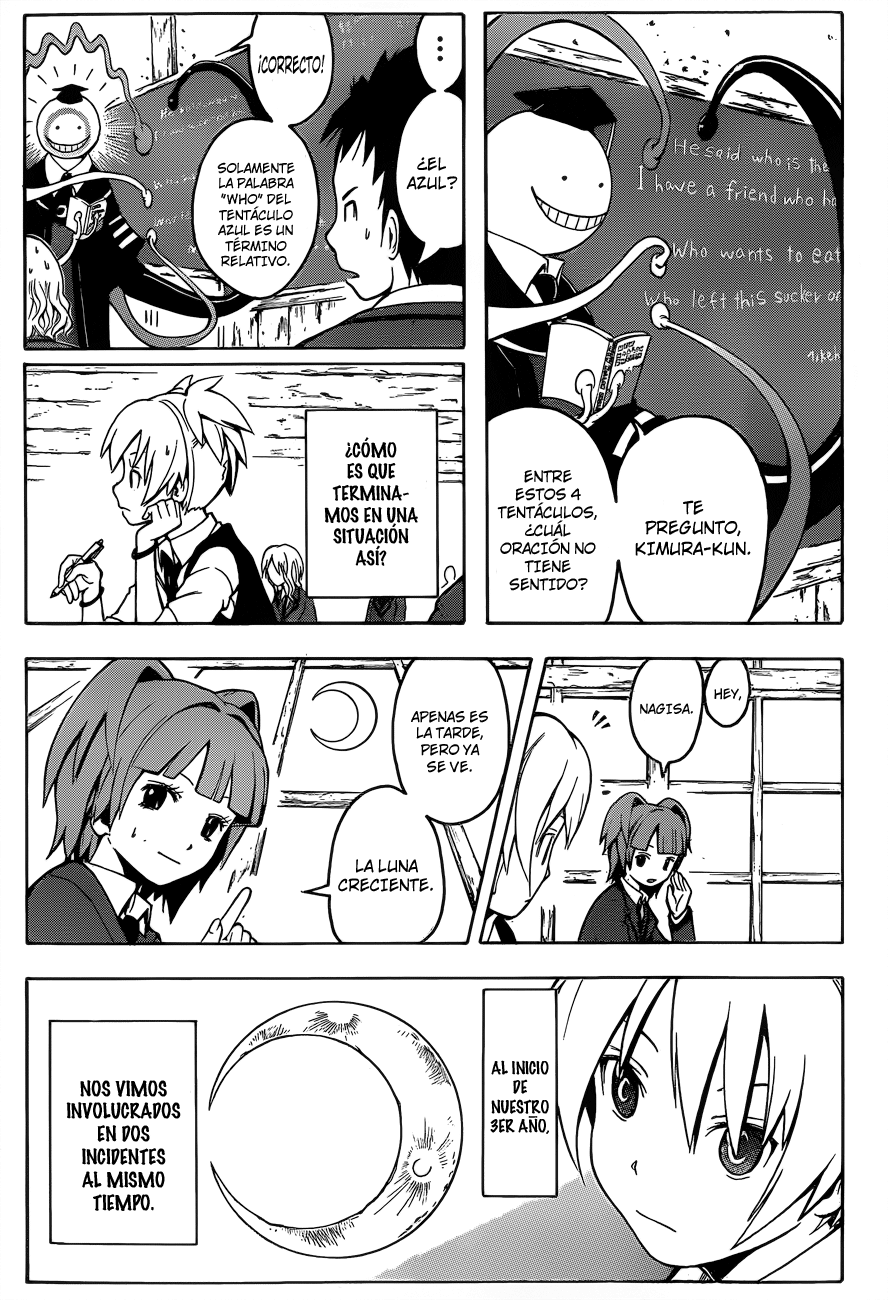 He said who is the
I have a friend who ha
Who wants to eat
Who left this sucker on
TE
PREGUNTO,
KIMURA-KUN.
ENTRE
ESTOS 4
TENTÁCULOS,
¿CUÁL
ORACIÓN NO
TIENE
SENTIDO?
...
¿EL
AZUL?
¡CORRECTO!
SOLAMENTE
LA PALABRA
"WHO" DEL
TENTÁCULO
AZUL ES UN
TÉRMINO
RELATIVO.
¿CÓMO
ES QUE
TERMINA-
MOS EN UNA
SITUACIÓN
ASÍ?
HEY,
NAGISA.
APENAS ES
LA TARDE,
PERO YA
SE VE.
LA LUNA
CRECIENTE.
AL INICIO
DE
NUESTRO
3ER AÑO,
NOS VIMOS
INVOLUCRADOS
EN DOS
INCIDENTES
AL MISMO
TIEMPO.